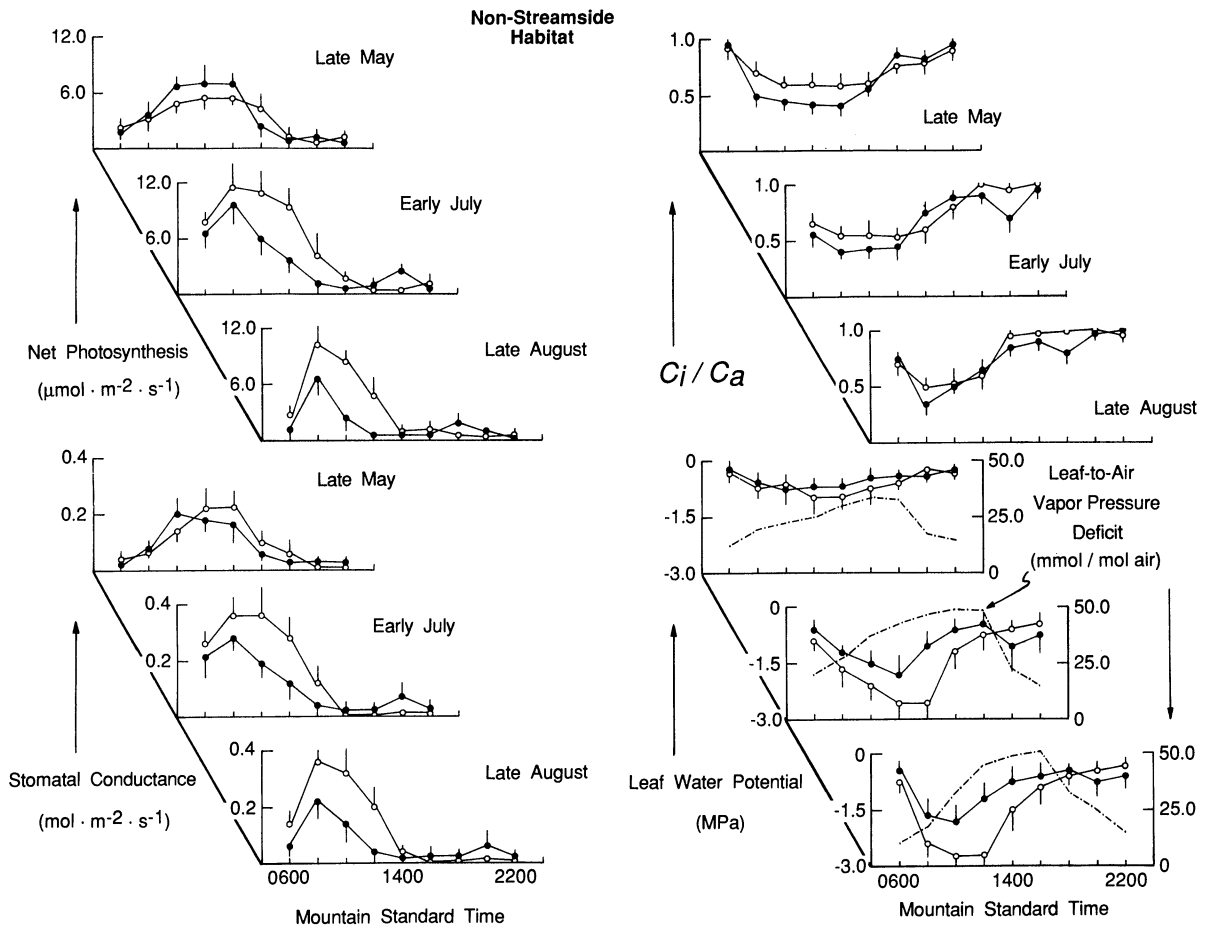 Non-Streamside
Habitat
12.0
6.0
Late May
12.0
6.0
Early July
Net Photosynthesis
(μmol · m-2 · s-1)
12.0
6.0
Late August
0.4
0.2
Late May
0.4
0.2
Early July
Stomatal Conductance
(mol · m-2 · s-1)
0.4
0.2
Late August
0600
1400
2200
Mountain Standard Time
1.0
0.5
Late May
1.0
0.5
Early July
Ci / Ca
1.0
0.5
Late August
0
-1.5
-3.0
50.0
25.0
0
Leaf-to-Air
Vapor Pressure
Deficit
(mmol / mol air)
0
-1.5
-3.0
50.0
25.0
0
Leaf Water Potential
(MPa)
0
-1.5
-3.0
50.0
25.0
0
0600
1400
2200
Mountain Standard Time